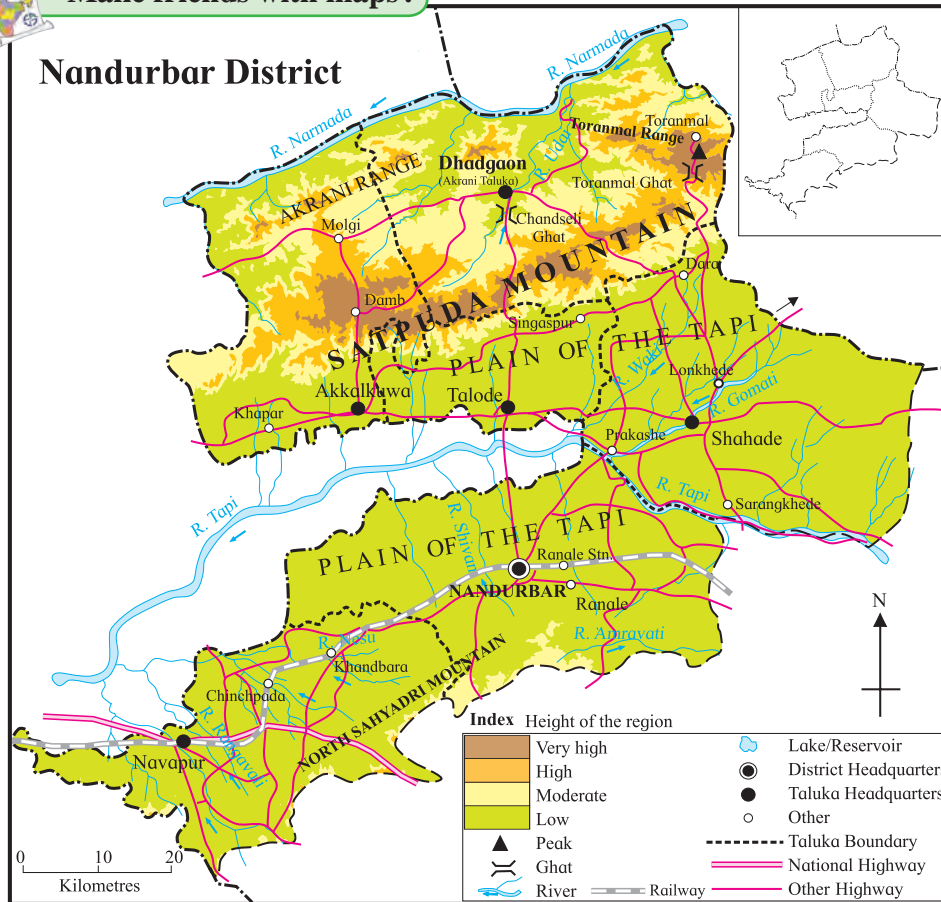 Make friends with maps!
Nandurbar District
R. Narmada
R. Narmada
Toranmal
Toranmal Range
R. Udai
Dhadgaon
(Akrani Taluka)
AKRANI RANGE
Toranmal Ghat
Molgi
Chandseli
Ghat
Dara
Damb
SATPUDA MOUNTAIN
Singaspur
PLAIN OF THE TAPI
R. Waki
Lonkhede
R. Gomati
Akkalkuwa
Talode
Khapar
Prakashe
Shahade
R. Tapi
R. Tapi
Sarangkhede
R. Shivan
PLAIN OF THE TAPI
Ranale Stn.
NANDURBAR
Ranale
R. Nesu
R. Amravati
Khandbara
Chinchpada
NORTH SAHYADRI MOUNTAIN
R. Rangavali
Navapur
N
Index Height of the region
Very high
High
Moderate
Low
Peak
Ghat
River
Railway
Lake/Reservoir
District Headquarters
Taluka Headquarters
Other
Taluka Boundary
National Highway
Other Highway
0 10 20
Kilometres